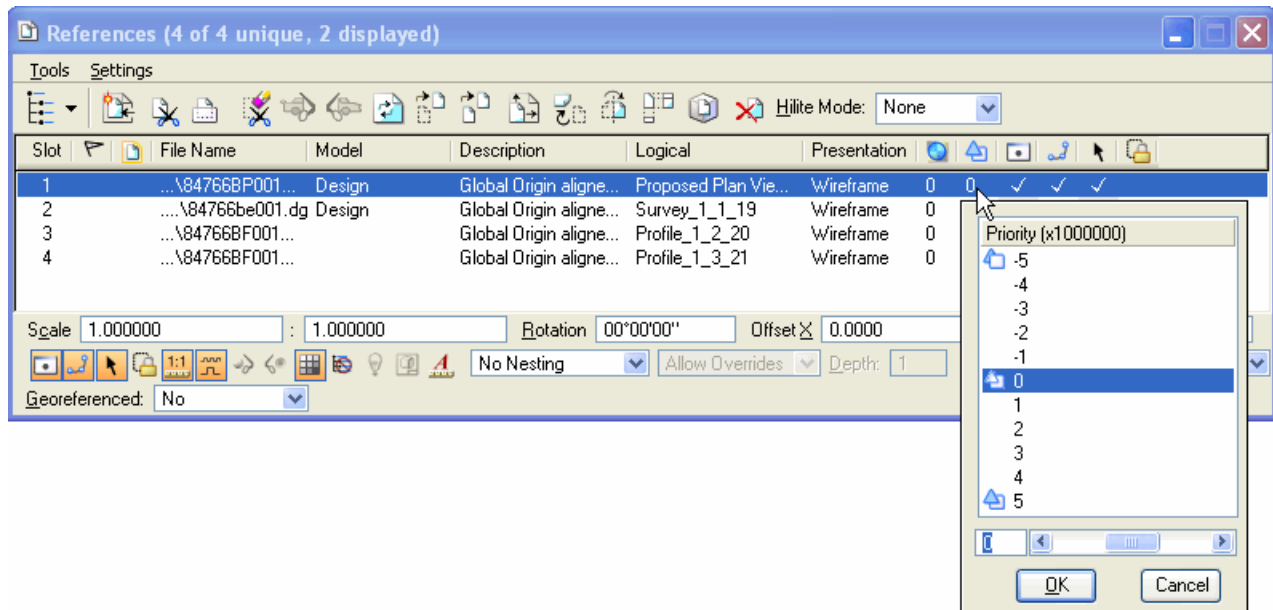 References (4 of 4 unique, 2 displayed)
Tools Settings
Hilite Mode: None
Slot File Name Model Description Logical Presentation
1 ...\84766BP001... Design Global Origin aligne... Proposed Plan Vie... Wireframe 0 0
2 ....\84766be001.dg Design Global Origin aligne... Survey_1_1_19 Wireframe 0
3 ...\84766BF001... Global Origin aligne... Profile_1_2_20 Wireframe 0
4 ...\84766BF001... Global Origin aligne... Profile_1_3_21 Wireframe 0
Scale 1.000000 : 1.000000 Rotation 00°00'00'' Offset X 0.0000
1:1 A No Nesting Allow Overrides Depth: 1
Georeferenced: No
Priority (x1000000)
-5
-4
-3
-2
-1
0
1
2
3
4
5
0
OK Cancel